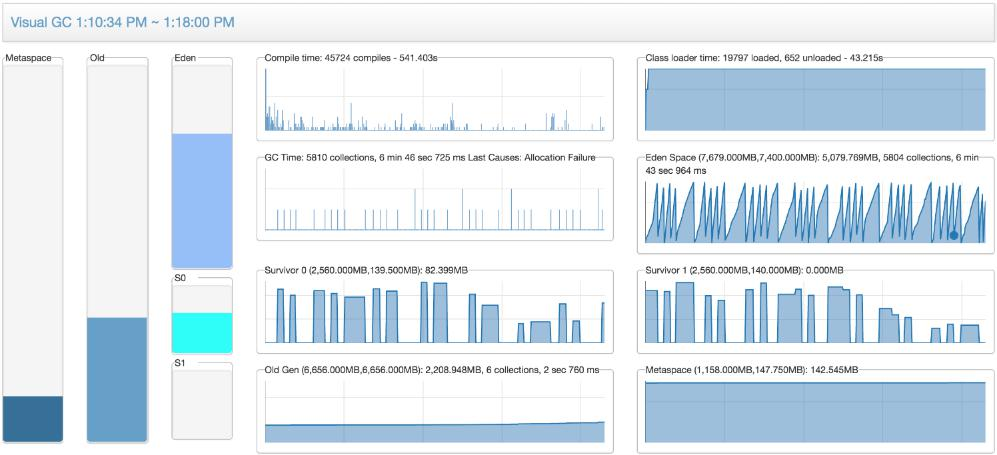 Visual GC 1:10:34 PM ~ 1:18:00 PM
Metaspace
Old
Eden
S0
S1
Compile time: 45724 compiles - 541.403s
Class loader time: 19797 loaded, 652 unloaded - 43.215s
GC Time: 5810 collections, 6 min 46 sec 725 ms Last Causes: Allocation Failure
Eden Space (7,679.000MB,7,400.000MB): 5,079.769MB, 5804 collections, 6 min
43 sec 964 ms
Survivor 0 (2,560.000MB,139.500MB): 82.399MB
Survivor 1 (2,560.000MB,140.000MB): 0.000MB
Old Gen (6,656.000MB,6,656.000MB): 2,208.948MB, 6 collections, 2 sec 760 ms
Metaspace (1,158.000MB,147.750MB): 142.545MB